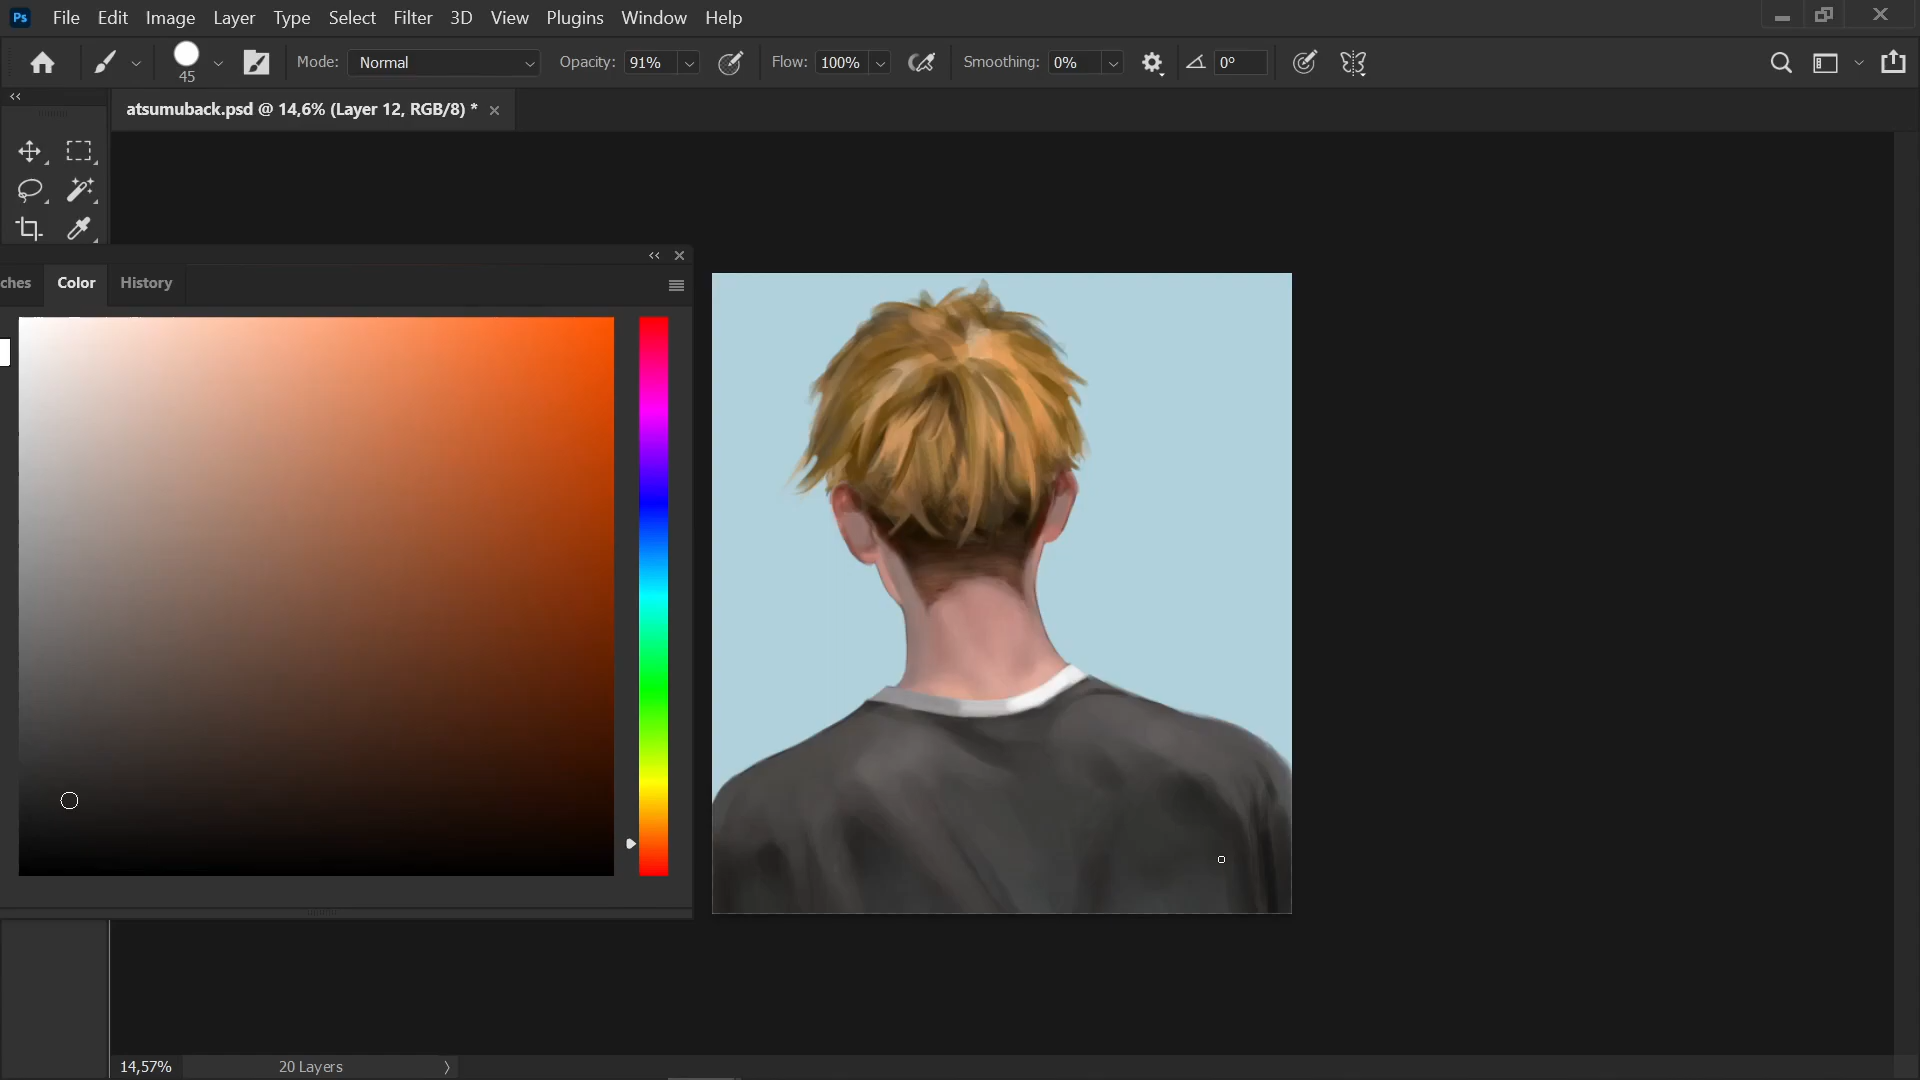 Ps File Edit Image Layer Type Select Filter 3D View Plugins Window Help
45 Mode: Normal Opacity: 91% Flow: 100% Smoothing: 0% 0°
atsumuback.psd @ 14,6% (Layer 12, RGB/8) *
ches Color History
14,57% 20 Layers